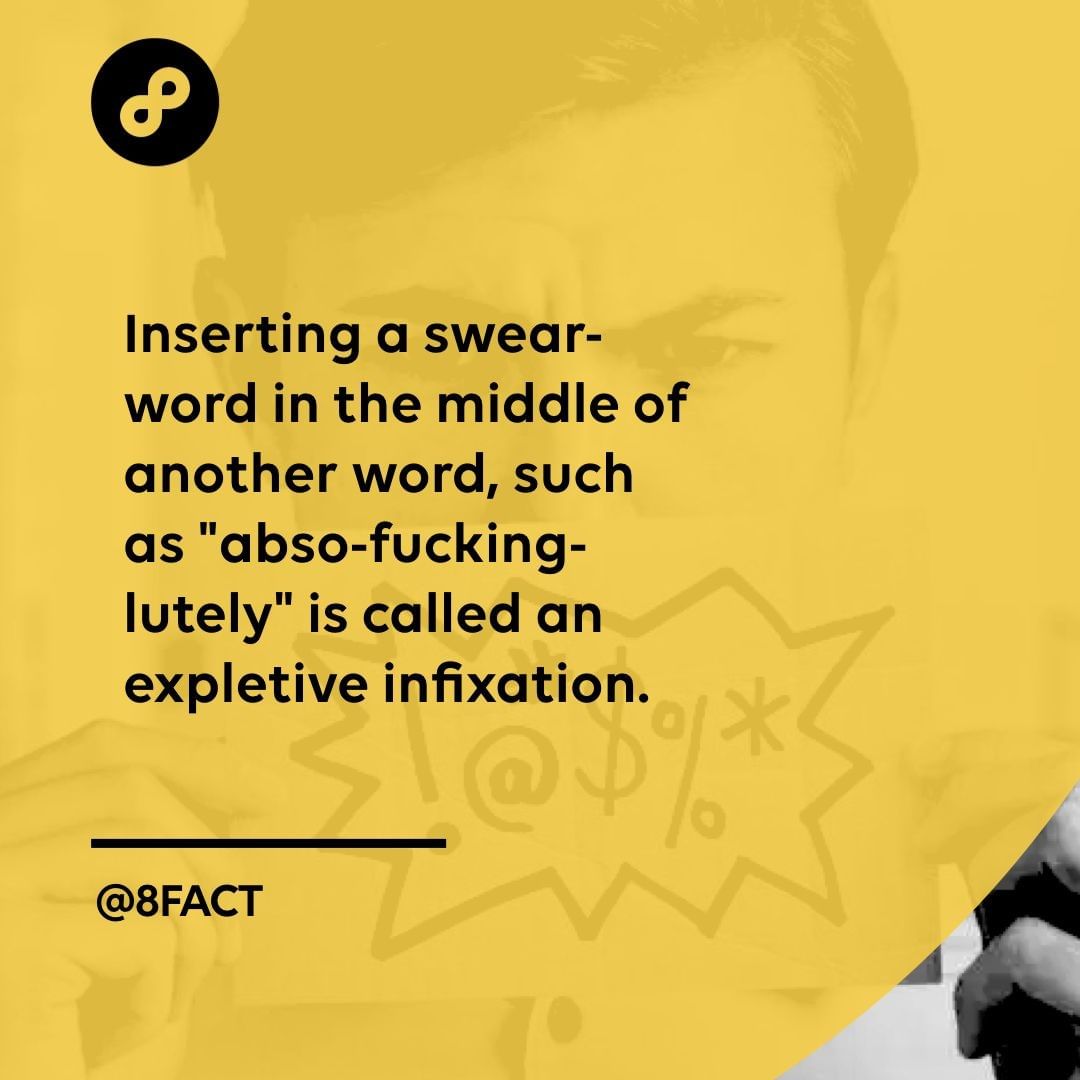 Inserting a swear-
word in the middle of
another word, such
as "abso-fucking-
lutely" is called an
expletive infixation.
!@$%*
@8FACT